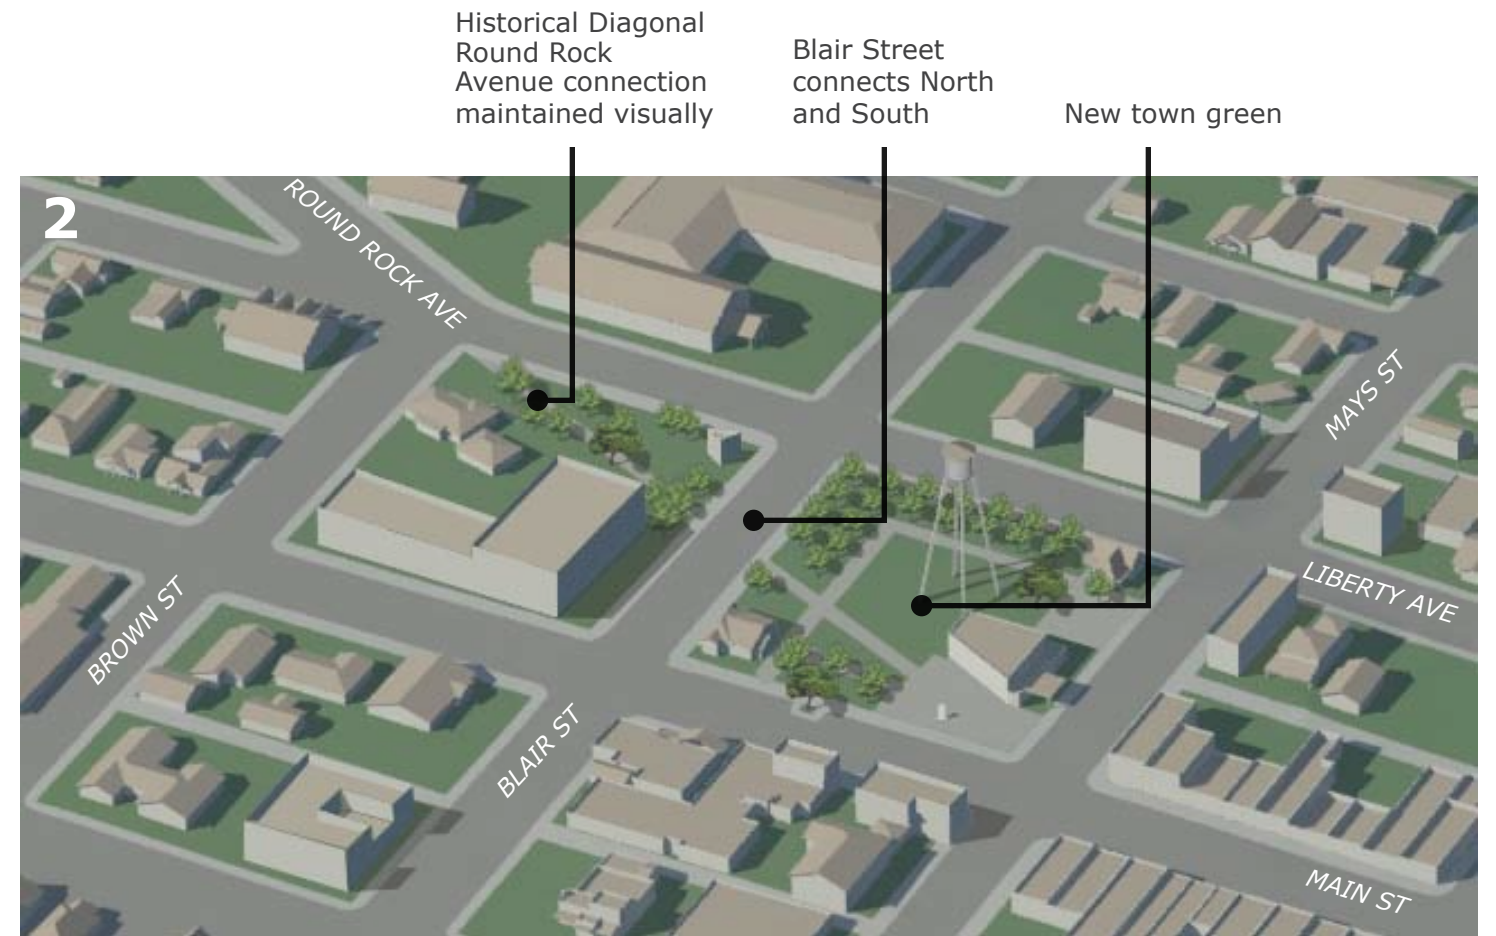 Historical Diagonal
Round Rock
Avenue connection
maintained visually
Blair Street
connects North
and South
New town green
2
ROUND ROCK AVE
MAYS ST
LIBERTY AVE
BROWN ST
BLAIR ST
MAIN ST